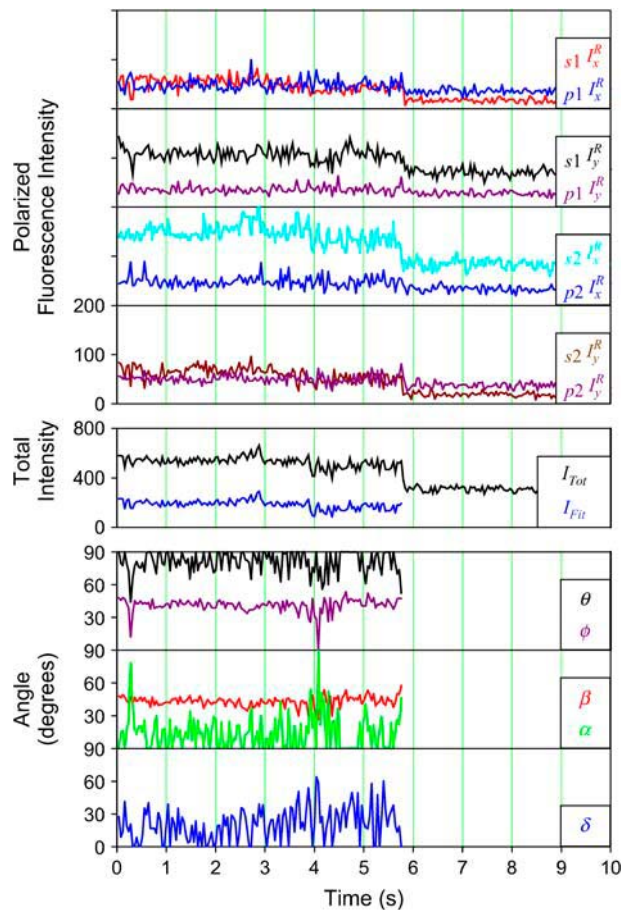 Polarized
Fluorescence Intensity
s1 I_x^R
p1 I_x^R
s1 I_y^R
p1 I_y^R
s2 I_x^R
p2 I_x^R
200
100
0
s2 I_y^R
p2 I_y^R
Total
Intensity
800
400
0
I_Tot
I_Fit
Angle
(degrees)
90
60
30
θ
ϕ
90
60
30
β
α
90
60
30
0
δ
0 1 2 3 4 5 6 7 8 9 10
Time (s)